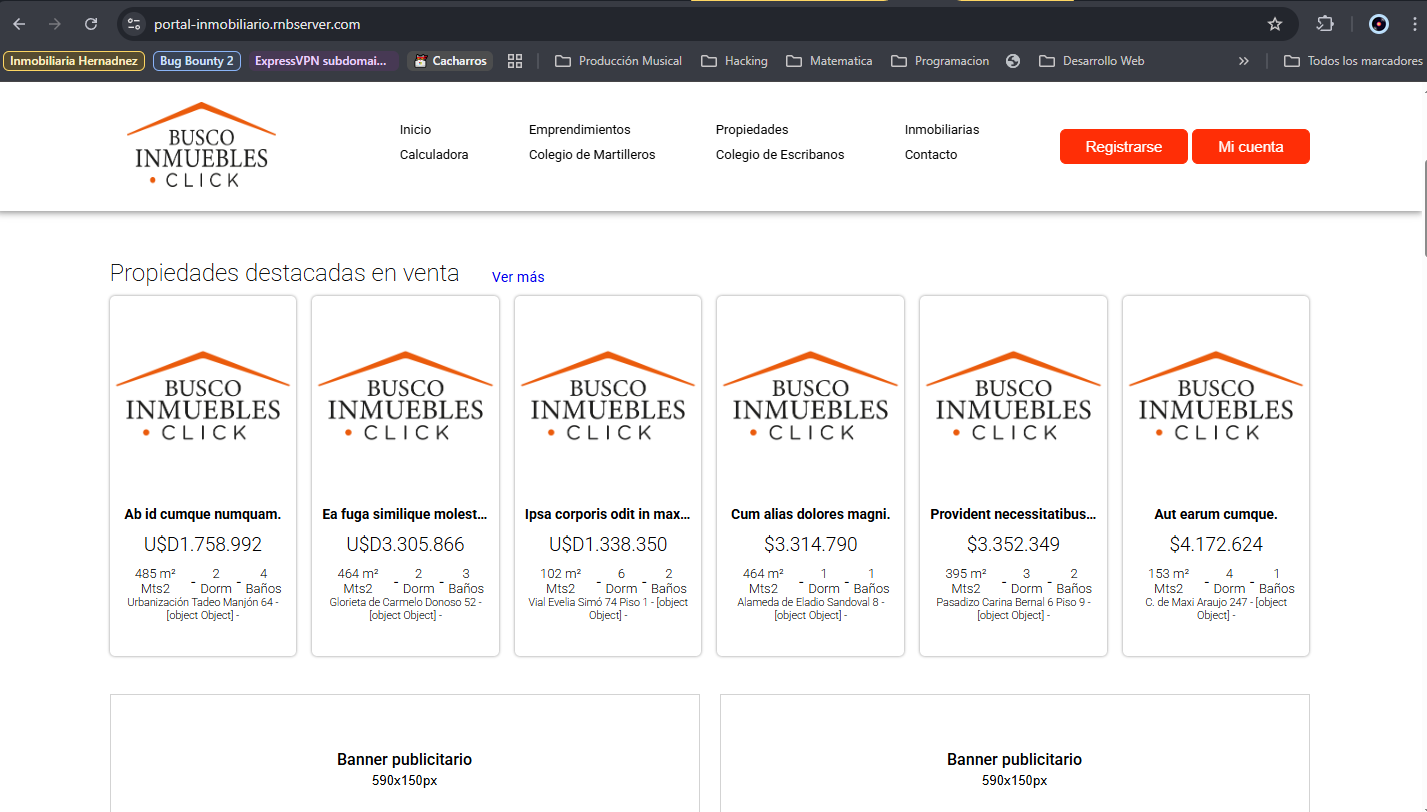 portal-inmobiliario.rnbserver.com
Inmobiliaria Hernadnez
Bug Bounty 2
ExpressVPN subdomai...
Cacharros
Producción Musical
Hacking
Matematica
Programacion
Desarrollo Web
»
Todos los marcadores
BUSCO
INMUEBLES
• CLICK
Inicio
Emprendimientos
Propiedades
Inmobiliarias
Calculadora
Colegio de Martilleros
Colegio de Escribanos
Contacto
Registrarse
Mi cuenta
Propiedades destacadas en venta
Ver más
BUSCO
INMUEBLES
• CLICK
Ab id cumque numquam.
U$D1.758.992
485 m² Mts2 - 2 Dorm - 4 Baños
Urbanización Tadeo Manjón 64 -
[object Object] -
BUSCO
INMUEBLES
• CLICK
Ea fuga similique molest...
U$D3.305.866
464 m² Mts2 - 2 Dorm - 3 Baños
Glorieta de Carmelo Donoso 52 -
[object Object] -
BUSCO
INMUEBLES
• CLICK
Ipsa corporis odit in max...
U$D1.338.350
102 m² Mts2 - 6 Dorm - 2 Baños
Vial Evelia Simó 74 Piso 1 - [object
Object] -
BUSCO
INMUEBLES
• CLICK
Cum alias dolores magni.
$3.314.790
464 m² Mts2 - 1 Dorm - 1 Baños
Alameda de Eladio Sandoval 8 -
[object Object] -
BUSCO
INMUEBLES
• CLICK
Provident necessitatibus...
$3.352.349
395 m² Mts2 - 3 Dorm - 2 Baños
Pasadizo Carina Bernal 6 Piso 9 -
[object Object] -
BUSCO
INMUEBLES
• CLICK
Aut earum cumque.
$4.172.624
153 m² Mts2 - 4 Dorm - 1 Baños
C. de Maxi Araujo 247 - [object
Object] -
Banner publicitario
590x150px
Banner publicitario
590x150px